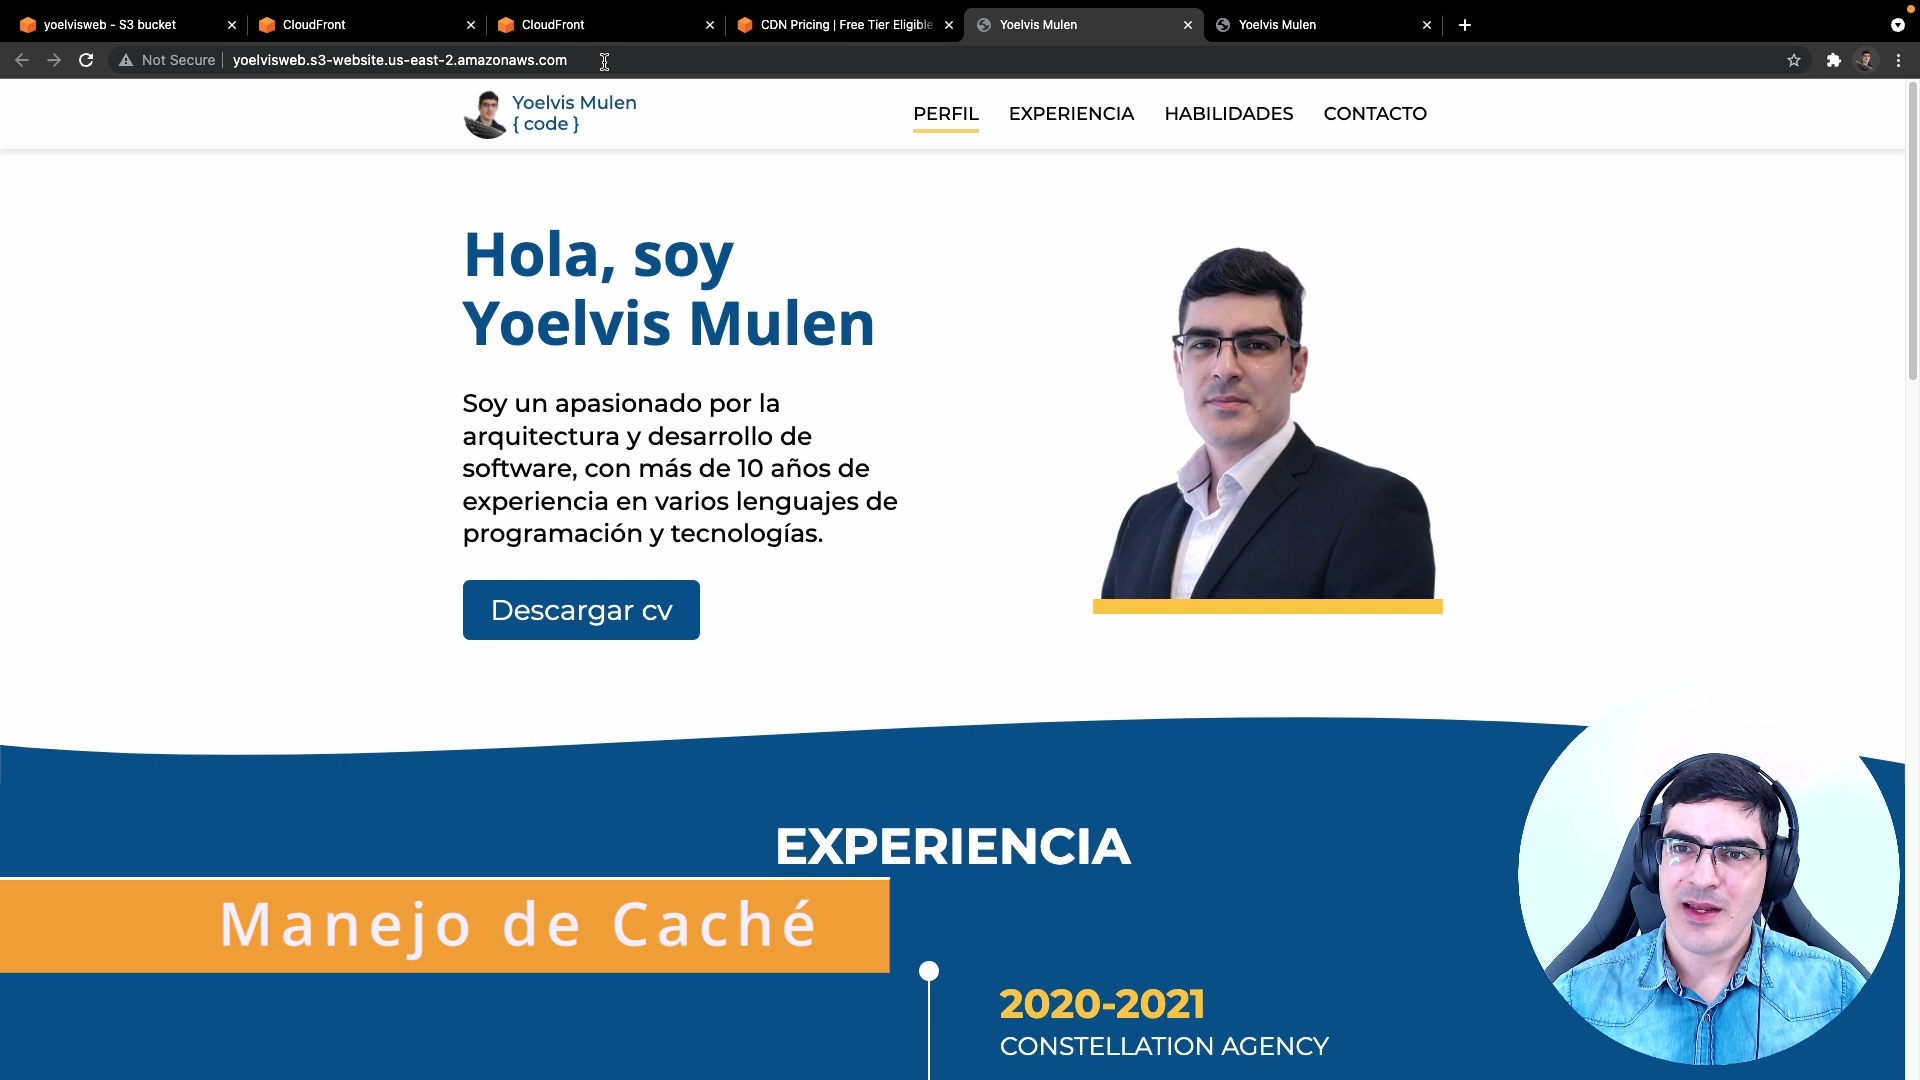 yoelvisweb - S3 bucket
CloudFront
CloudFront
CDN Pricing | Free Tier Eligible,
Yoelvis Mulen
Yoelvis Mulen
Not Secure
yoelvisweb.s3-website.us-east-2.amazonaws.com
Yoelvis Mulen
{ code }
PERFIL
EXPERIENCIA
HABILIDADES
CONTACTO
Hola, soy
Yoelvis Mulen
Soy un apasionado por la
arquitectura y desarrollo de
software, con más de 10 años de
experiencia en varios lenguajes de
programación y tecnologías.
Descargar cv
EXPERIENCIA
Manejo de Caché
2020-2021
CONSTELLATION AGENCY